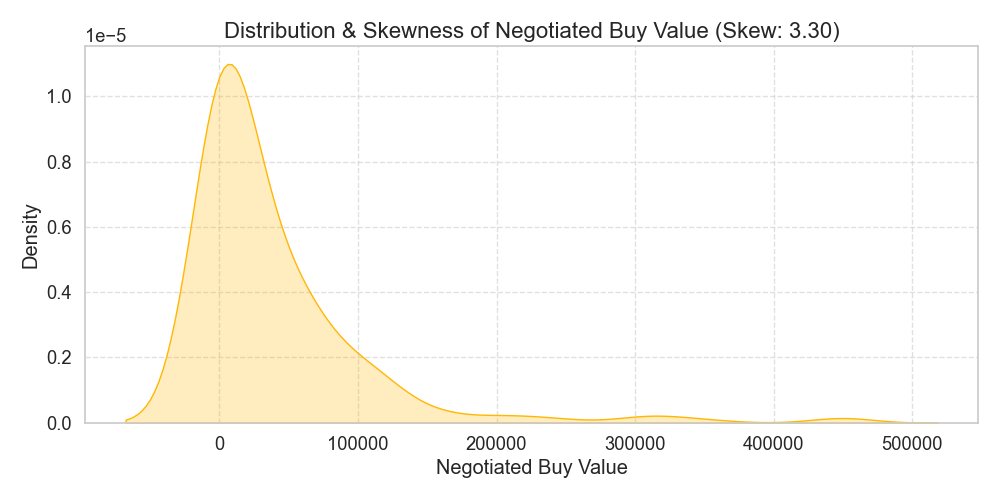 Distribution & Skewness of Negotiated Buy Value (Skew: 3.30)
1e−5
1.0
0.8
0.6
0.4
0.2
0.0
Density
0 100000 200000 300000 400000 500000
Negotiated Buy Value